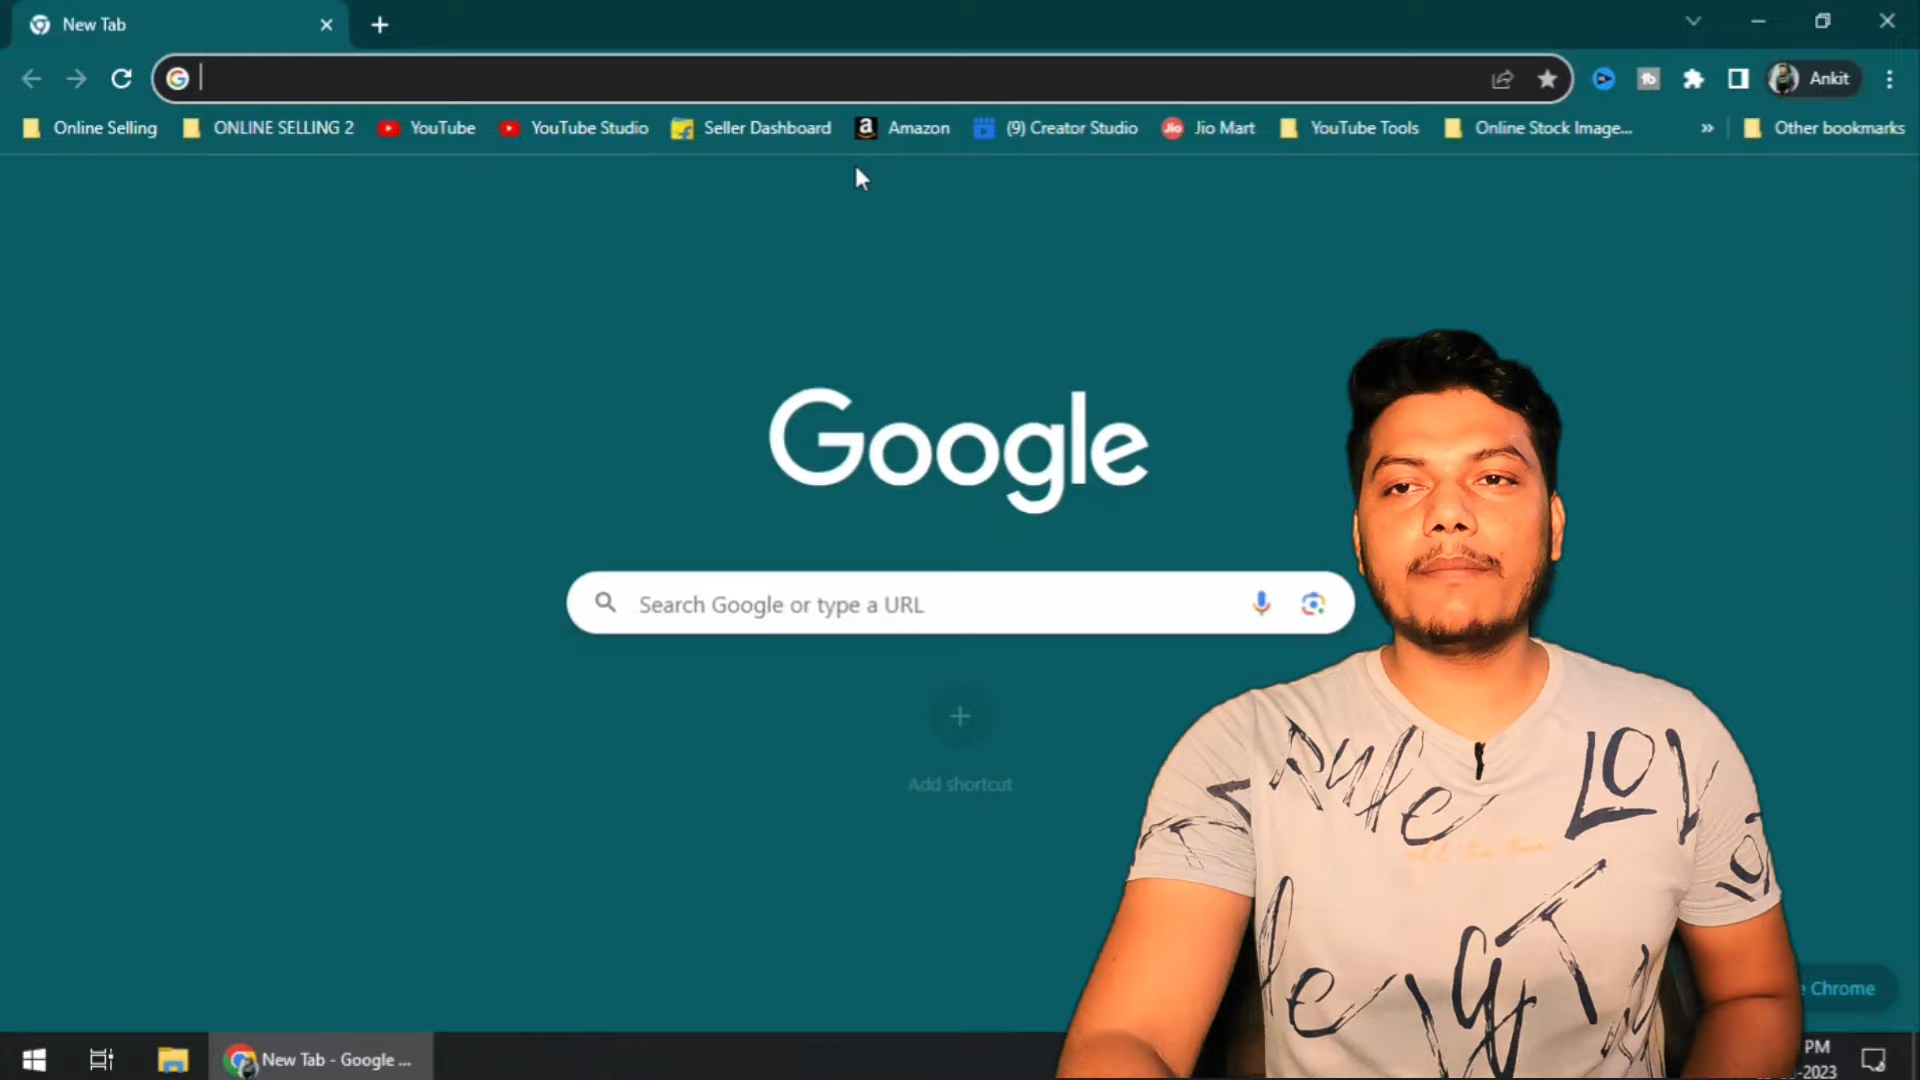 New Tab
Ankit
Online Selling
ONLINE SELLING 2
YouTube
YouTube Studio
Seller Dashboard
Amazon
(9) Creator Studio
Jio Mart
YouTube Tools
Online Stock Image...
Other bookmarks
Google
Search Google or type a URL
Add shortcut
LOV
e Chrome
New Tab - Google ...
PM
-2023